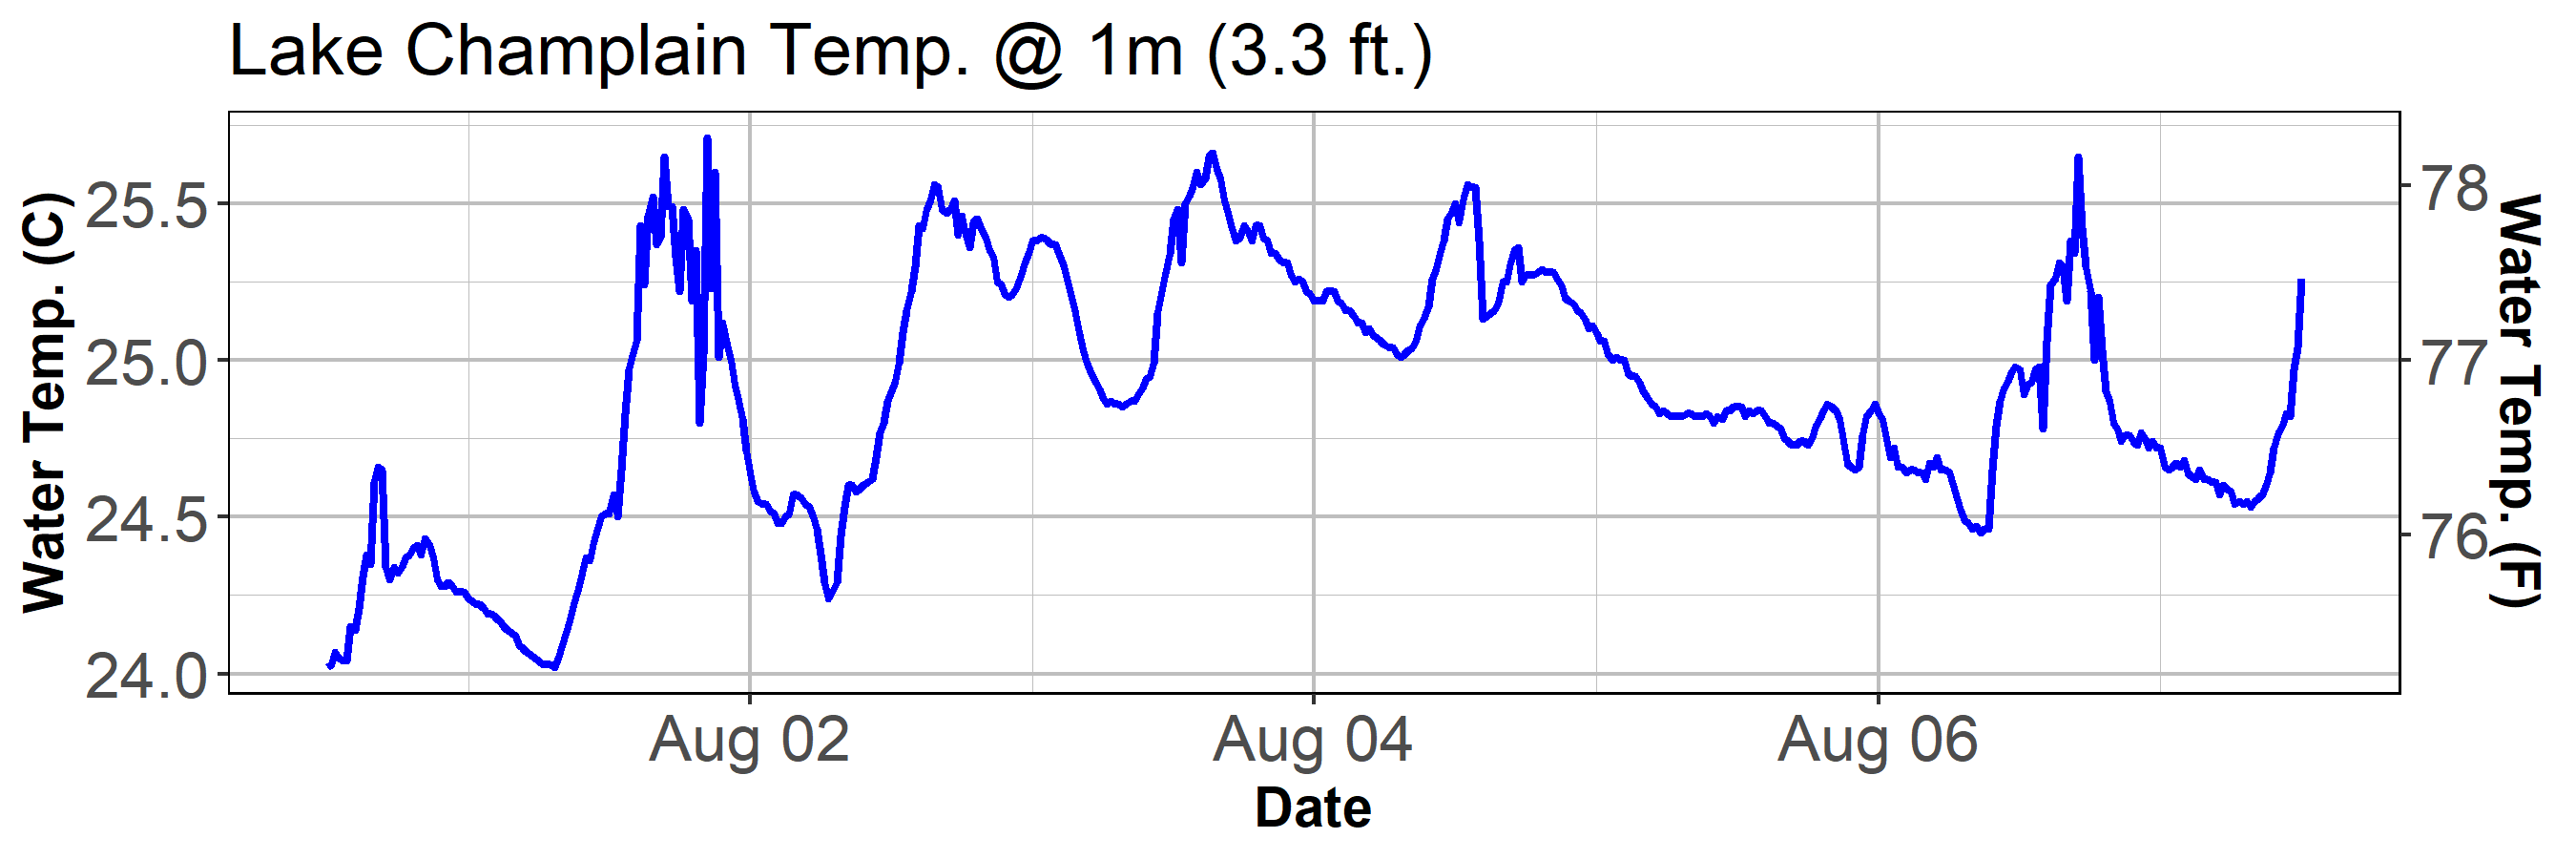 Lake Champlain Temp. @ 1m (3.3 ft.)
Water Temp. (C)
25.5
25.0
24.5
24.0
78
77
76
Water Temp. (F)
Aug 02 Aug 04 Aug 06
Date